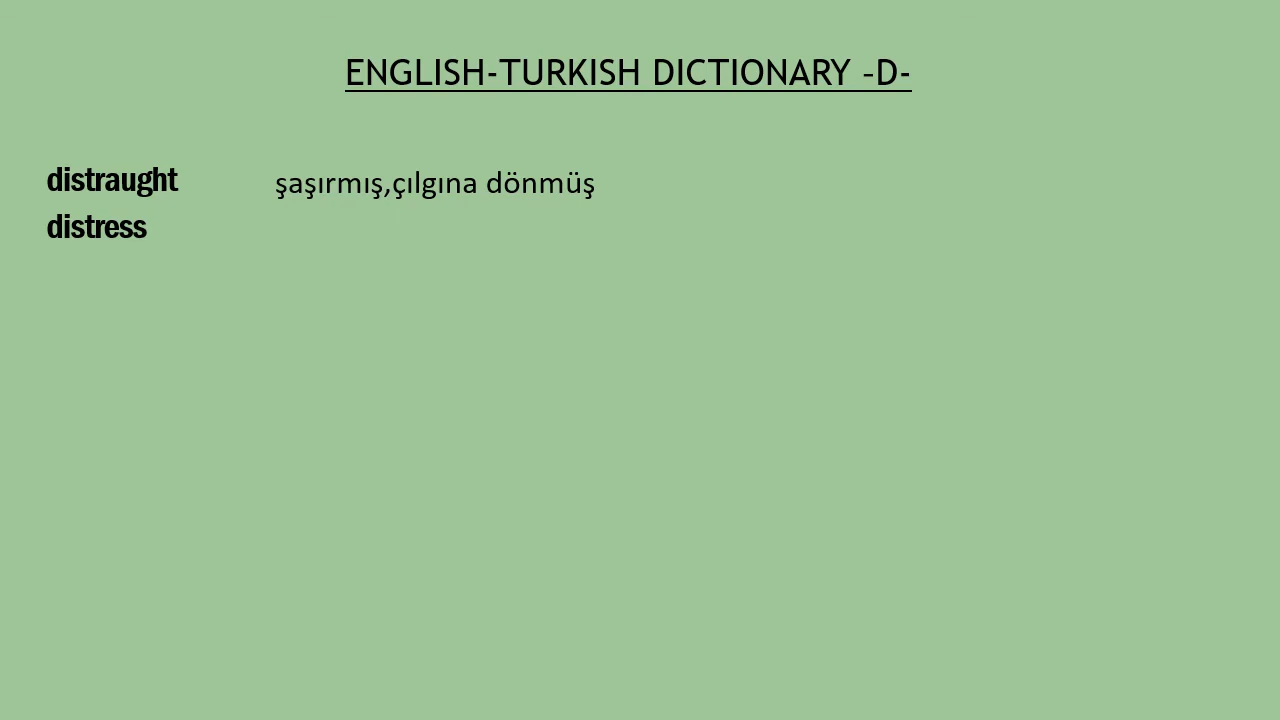 ENGLISH-TURKISH DICTIONARY –D-
distraught şaşırmış,çılgına dönmüş
distress